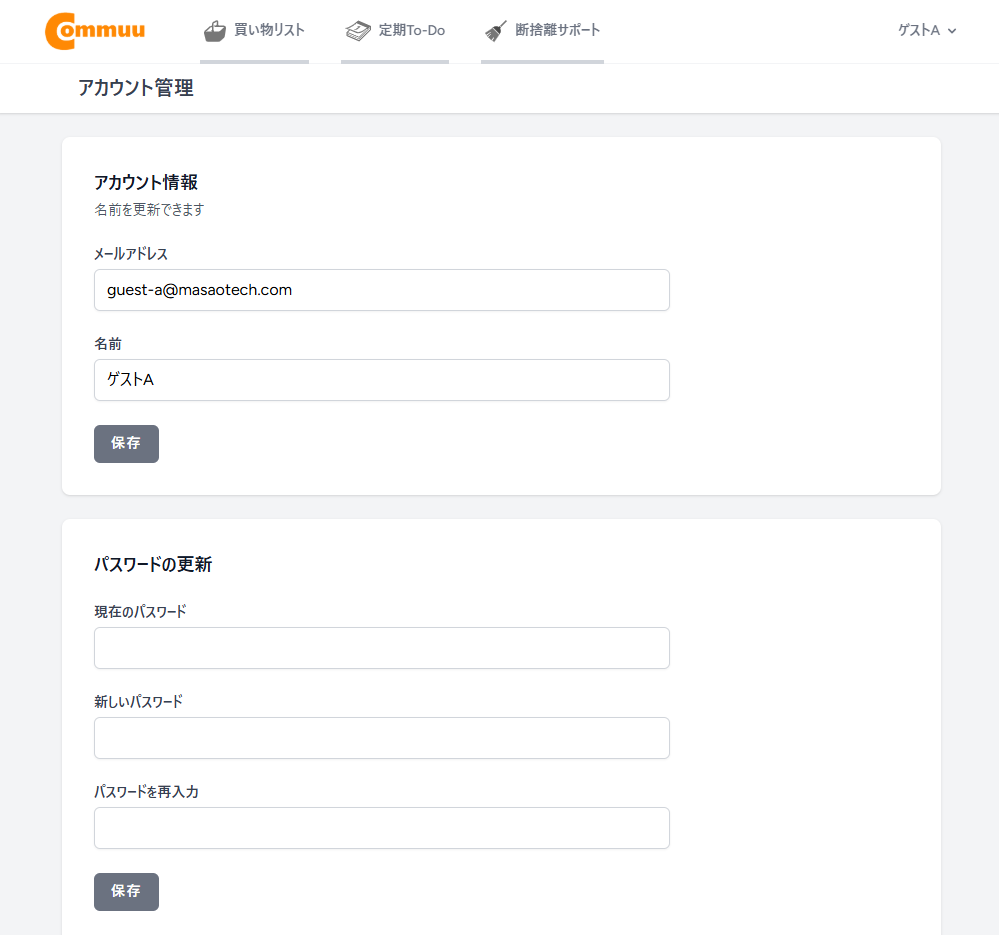 Commuu 買い物リスト 定期To-Do 断捨離サポート ゲストA
アカウント管理
アカウント情報
名前を更新できます
メールアドレス
guest-a@masaotech.com
名前
ゲストA
保存
パスワードの更新
現在のパスワード
新しいパスワード
パスワードを再入力
保存